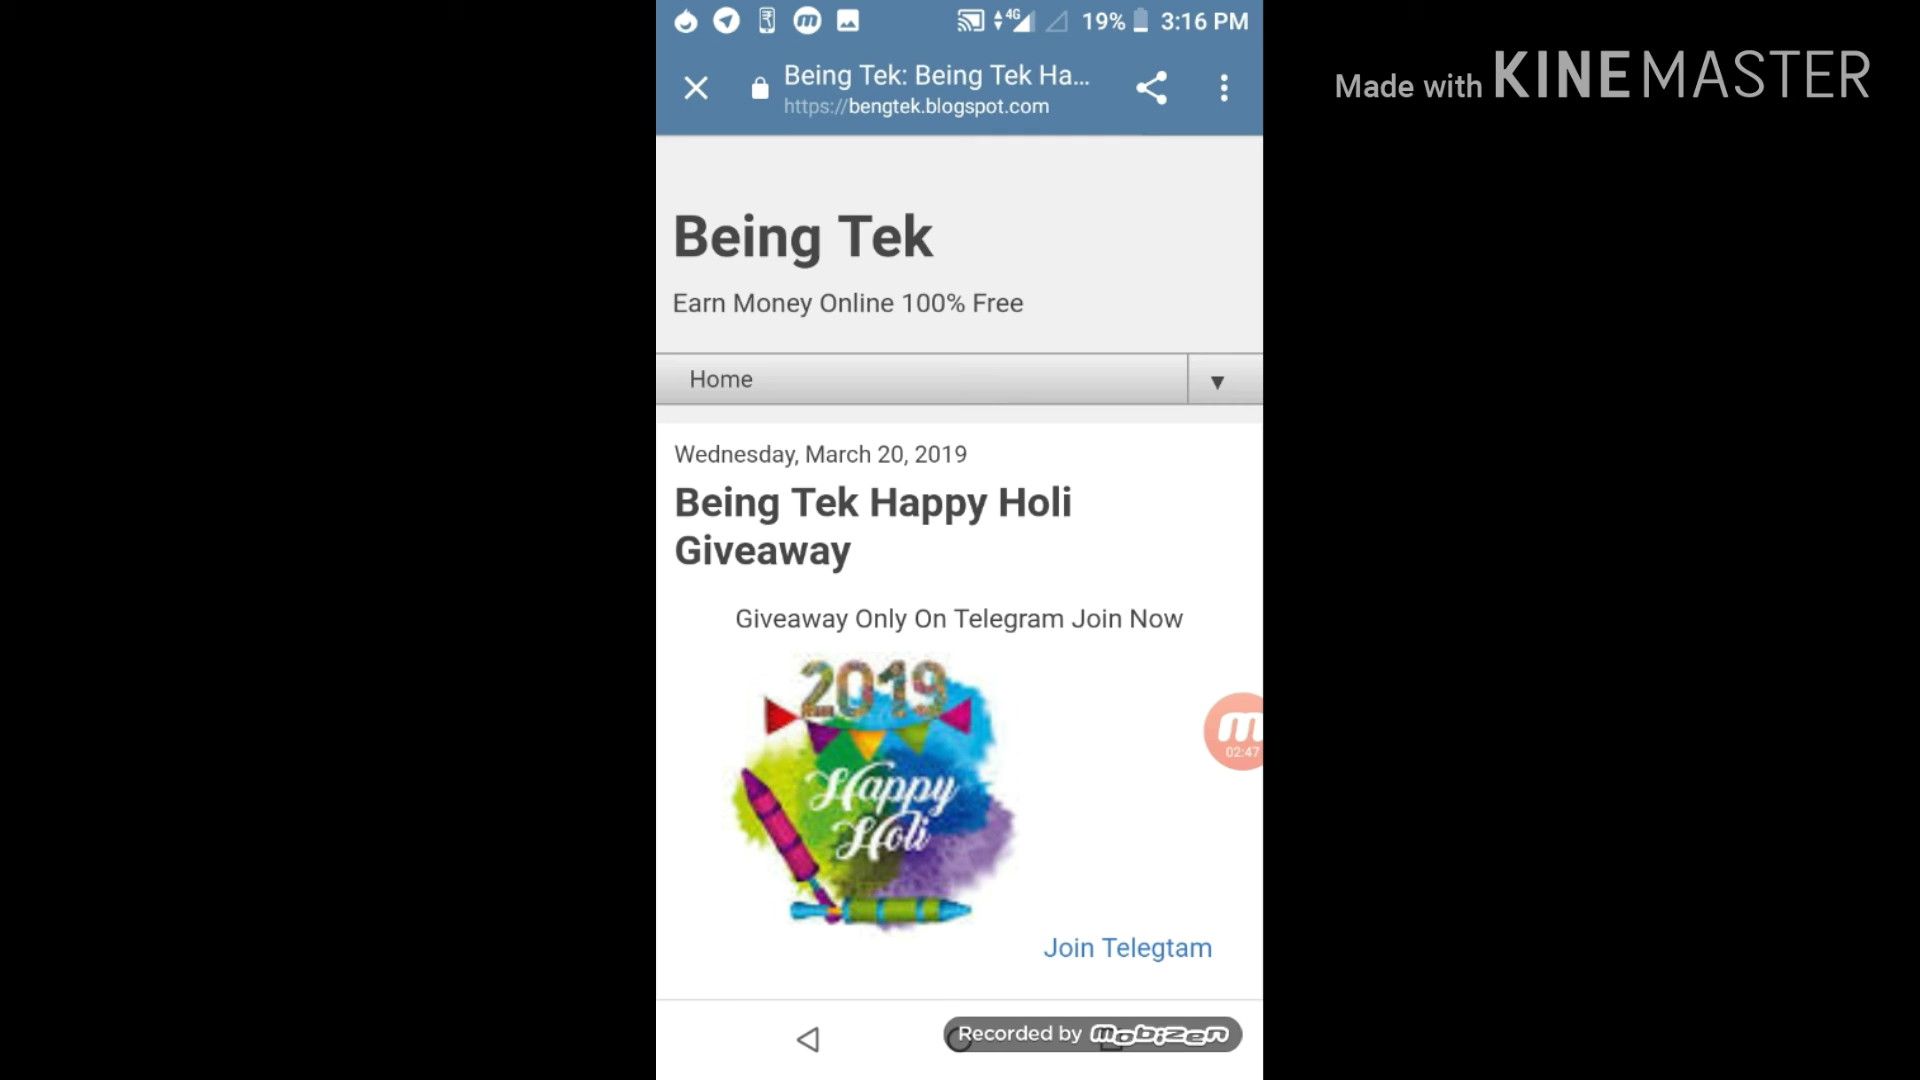 4G 19% 3:16 PM
Made with KINEMASTER
Being Tek: Being Tek Ha...
https://bengtek.blogspot.com
Being Tek
Earn Money Online 100% Free
Home
Wednesday, March 20, 2019
Being Tek Happy Holi
Giveaway
Giveaway Only On Telegram Join Now
2019
Happy
Holi
02:47
Join Telegtam
Recorded by mobizen